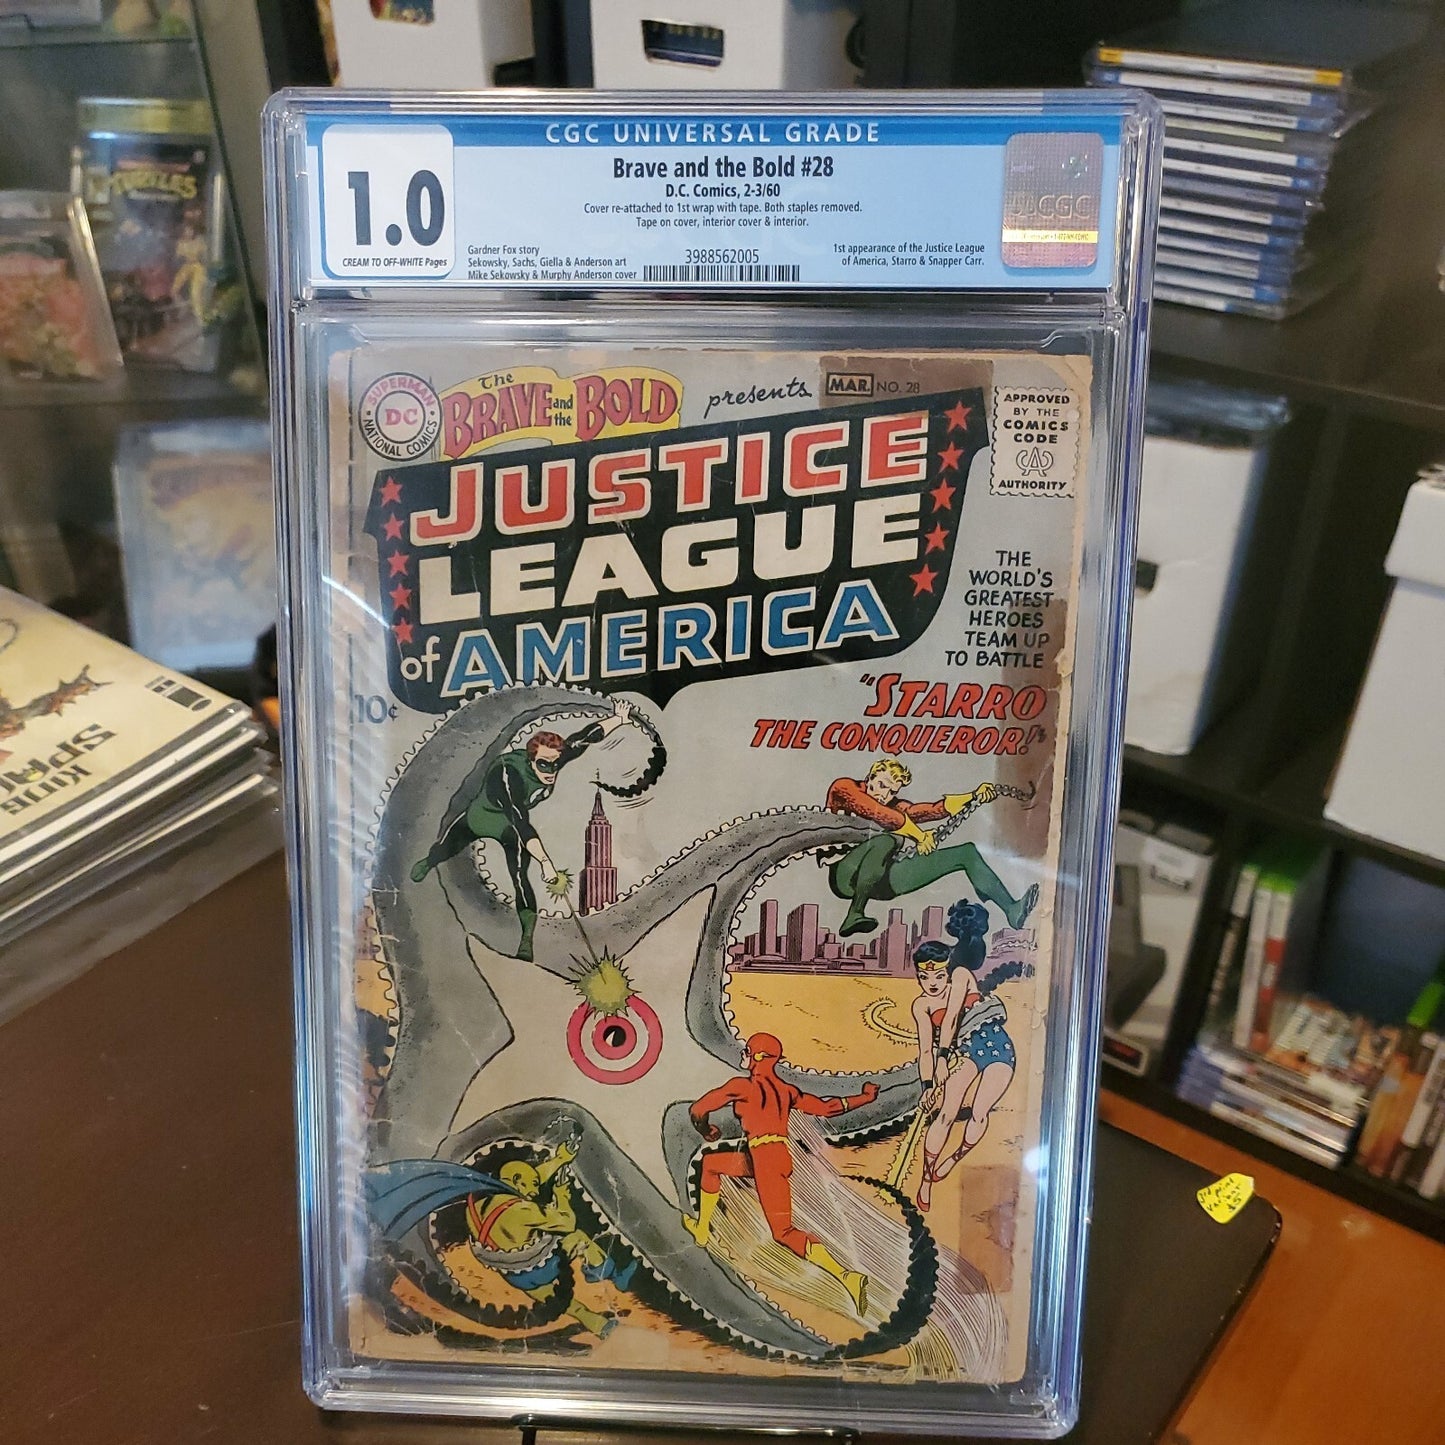 CGC UNIVERSAL GRADE
1.0
CREAM TO OFF-WHITE Pages
Brave and the Bold #28
D.C. Comics, 2-3/60
Cover re-attached to 1st wrap with tape. Both staples removed.
Tape on cover, interior cover & interior.
Gardner Fox story
Sekowsky, Sachs, Giella & Anderson art
Mike Sekowsky & Murphy Anderson cover
3988562005
1st appearance of the Justice League
of America, Starro & Snapper Carr.
CGC
SUPERMAN
DC
NATIONAL COMICS
The
BRAVE and the BOLD
presents
MAR. NO. 28
APPROVED
BY THE
COMICS
CODE
CA
AUTHORITY
JUSTICE
LEAGUE
of AMERICA
THE
WORLD'S
GREATEST
HEROES
TEAM UP
TO BATTLE
10¢
"STARRO
THE CONQUEROR!"
TURTLES
KING